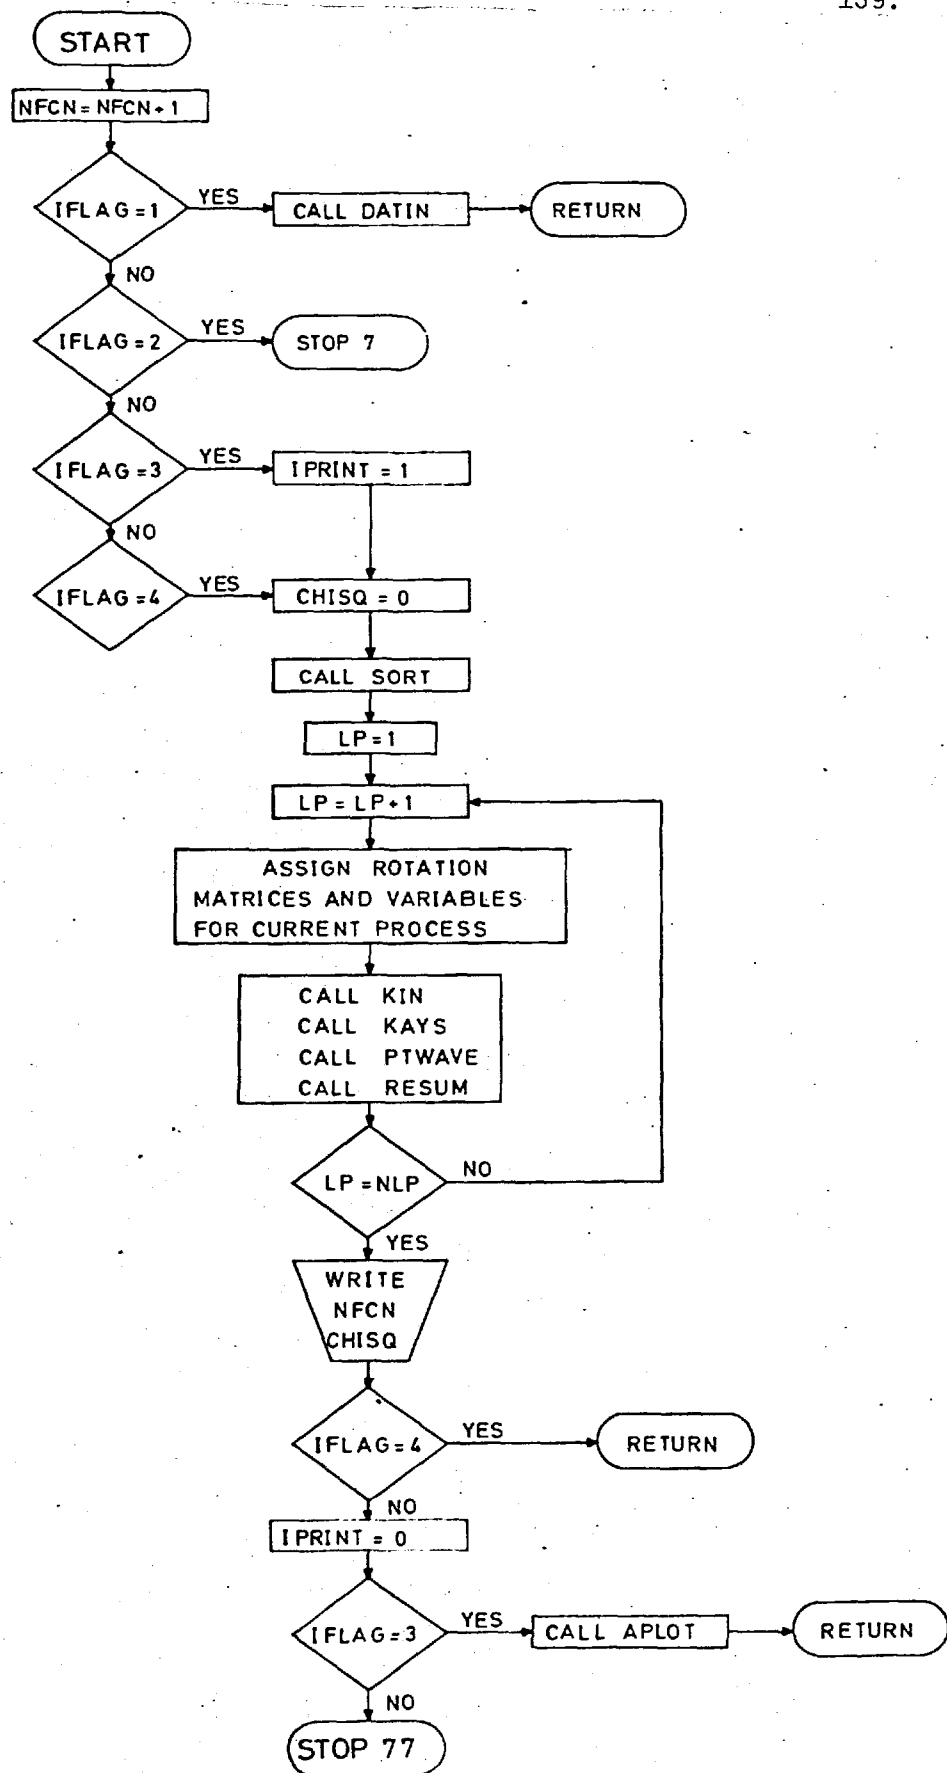 139.
START
NFCN=NFCN+1
IFLAG=1
YES
CALL DATIN
RETURN
NO
IFLAG=2
YES
STOP 7
NO
IFLAG=3
YES
IPRINT = 1
NO
IFLAG=4
YES
CHISQ = 0
CALL SORT
LP=1
LP=LP+1
ASSIGN ROTATION
MATRICES AND VARIABLES
FOR CURRENT PROCESS
CALL KIN
CALL KAYS
CALL PTWAVE
CALL RESUM
LP=NLP
NO
YES
WRITE
NFCN
CHISQ
IFLAG=4
YES
RETURN
NO
IPRINT = 0
IFLAG=3
YES
CALL APLOT
RETURN
NO
STOP 77